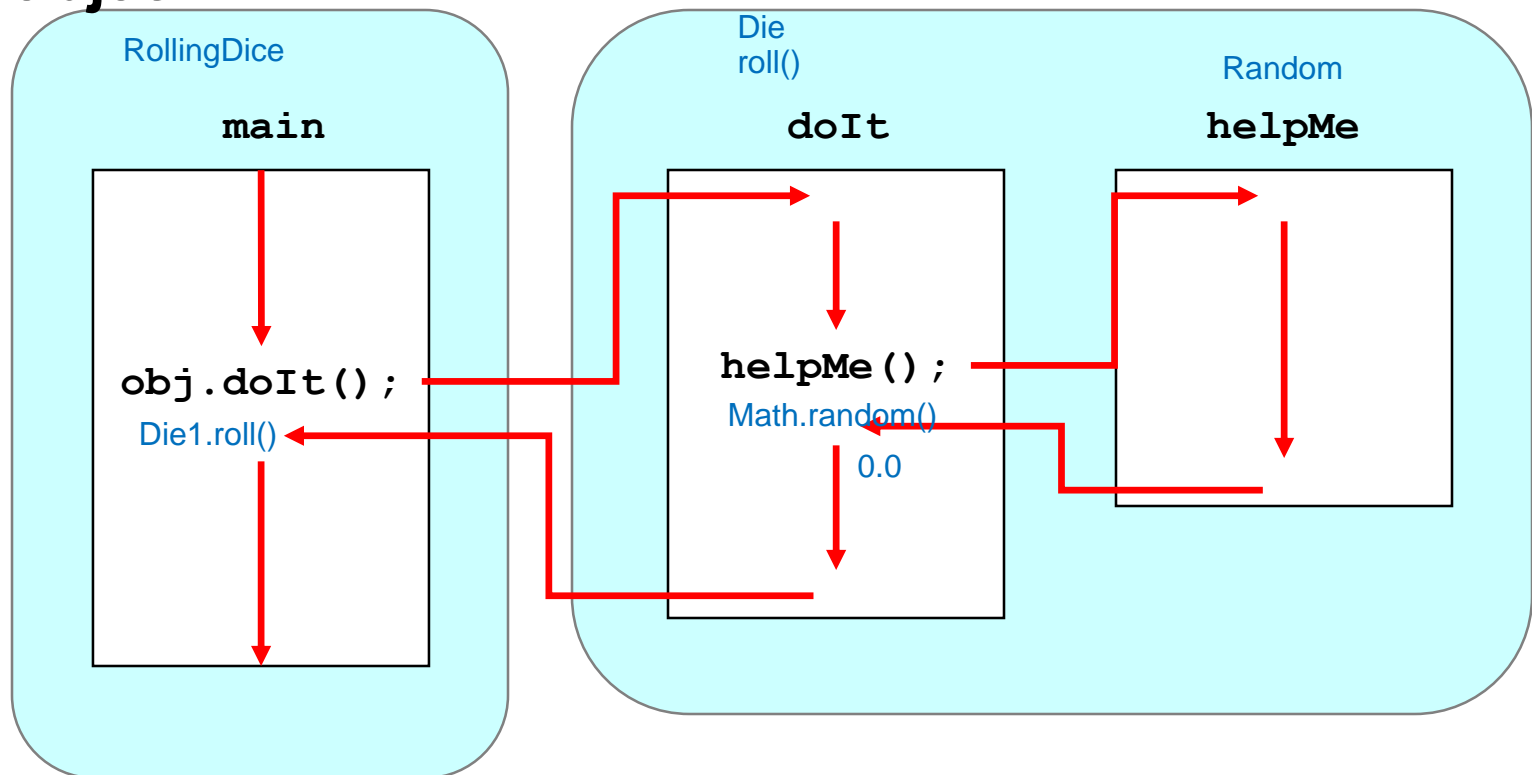 RollingDice
Die
roll()
Random
main
doIt
helpMe
obj.doIt();
Die1.roll()
helpMe();
Math.random()
0.0